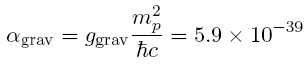 α_grav = g_grav m_p^2 / ħc = 5.9 × 10^−39